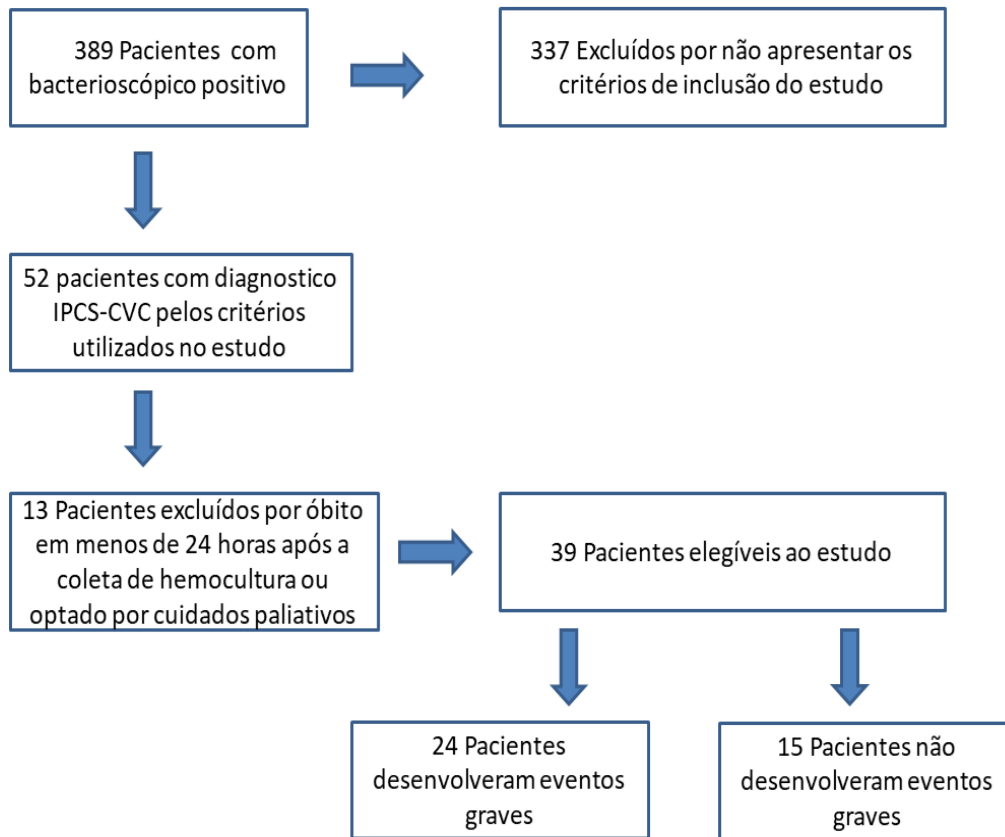 389 Pacientes com
bacterioscópico positivo
337 Excluídos por não apresentar os
critérios de inclusão do estudo
52 pacientes com diagnostico
IPCS-CVC pelos critérios
utilizados no estudo
13 Pacientes excluídos por óbito
em menos de 24 horas após a
coleta de hemocultura ou
optado por cuidados paliativos
39 Pacientes elegíveis ao estudo
24 Pacientes
desenvolveram eventos
graves
15 Pacientes não
desenvolveram eventos
graves